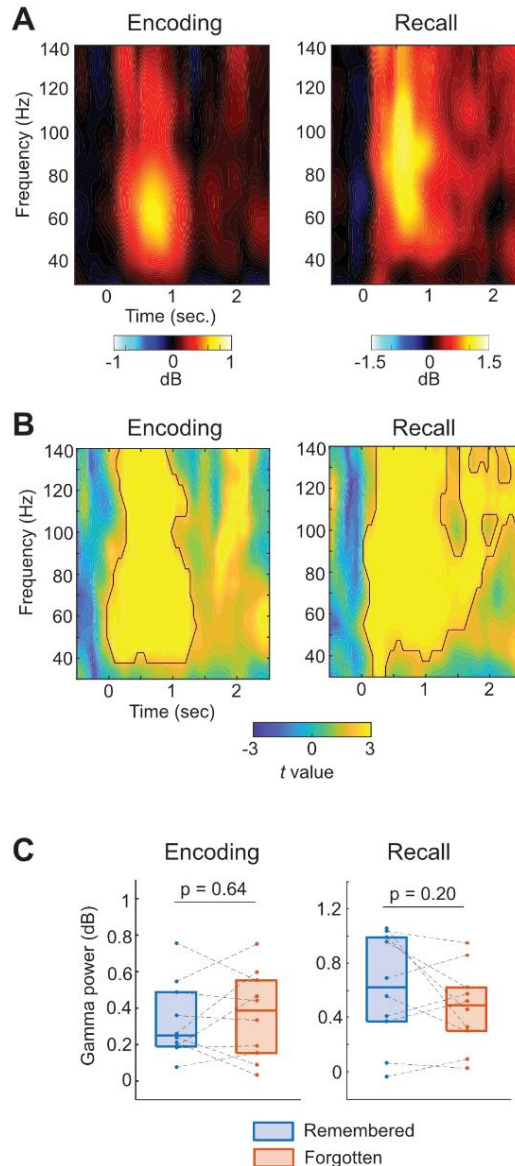 A
Encoding
Recall
140
120
100
80
60
40
Frequency (Hz)
0 1 2
Time (sec.)
140
120
100
80
60
40
0 1 2
-1 0 1
dB
-1.5 0 1.5
dB
B
Encoding
Recall
140
120
100
80
60
40
Frequency (Hz)
0 1 2
Time (sec)
140
120
100
80
60
40
0 1 2
-3 0 3
t value
C
Encoding
Recall
p = 0.64
p = 0.20
1
0.8
0.6
0.4
0.2
0
Gamma power (dB)
1.2
0.8
0.4
0
Remembered
Forgotten